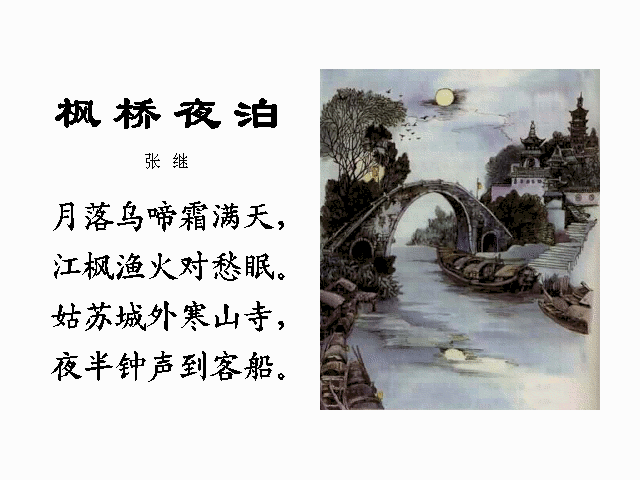 枫桥夜泊
张继
月落乌啼霜满天，
江枫渔火对愁眠。
姑苏城外寒山寺，
夜半钟声到客船。